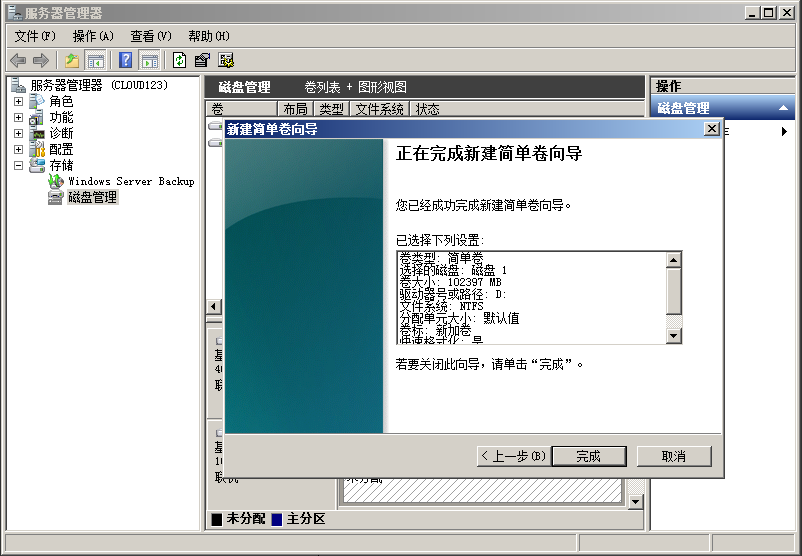 服务器管理器
文件(F) 操作(A) 查看(V) 帮助(H)
服务器管理器 (CLOUD123)
角色
功能
诊断
配置
存储
Windows Server Backup
磁盘管理
磁盘管理 卷列表 + 图形视图
卷 布局 类型 文件系统 状态
操作
磁盘管理
新建简单卷向导
正在完成新建简单卷向导
您已经成功完成新建简单卷向导。
已选择下列设置:
卷类型: 简单卷
选择的磁盘: 磁盘 1
卷大小: 102397 MB
驱动器号或路径: D:
文件系统: NTFS
分配单元大小: 默认值
卷标: 新加卷
快速格式化: 是
若要关闭此向导，请单击“完成”。
< 上一步(B) 完成 取消
未分配 主分区